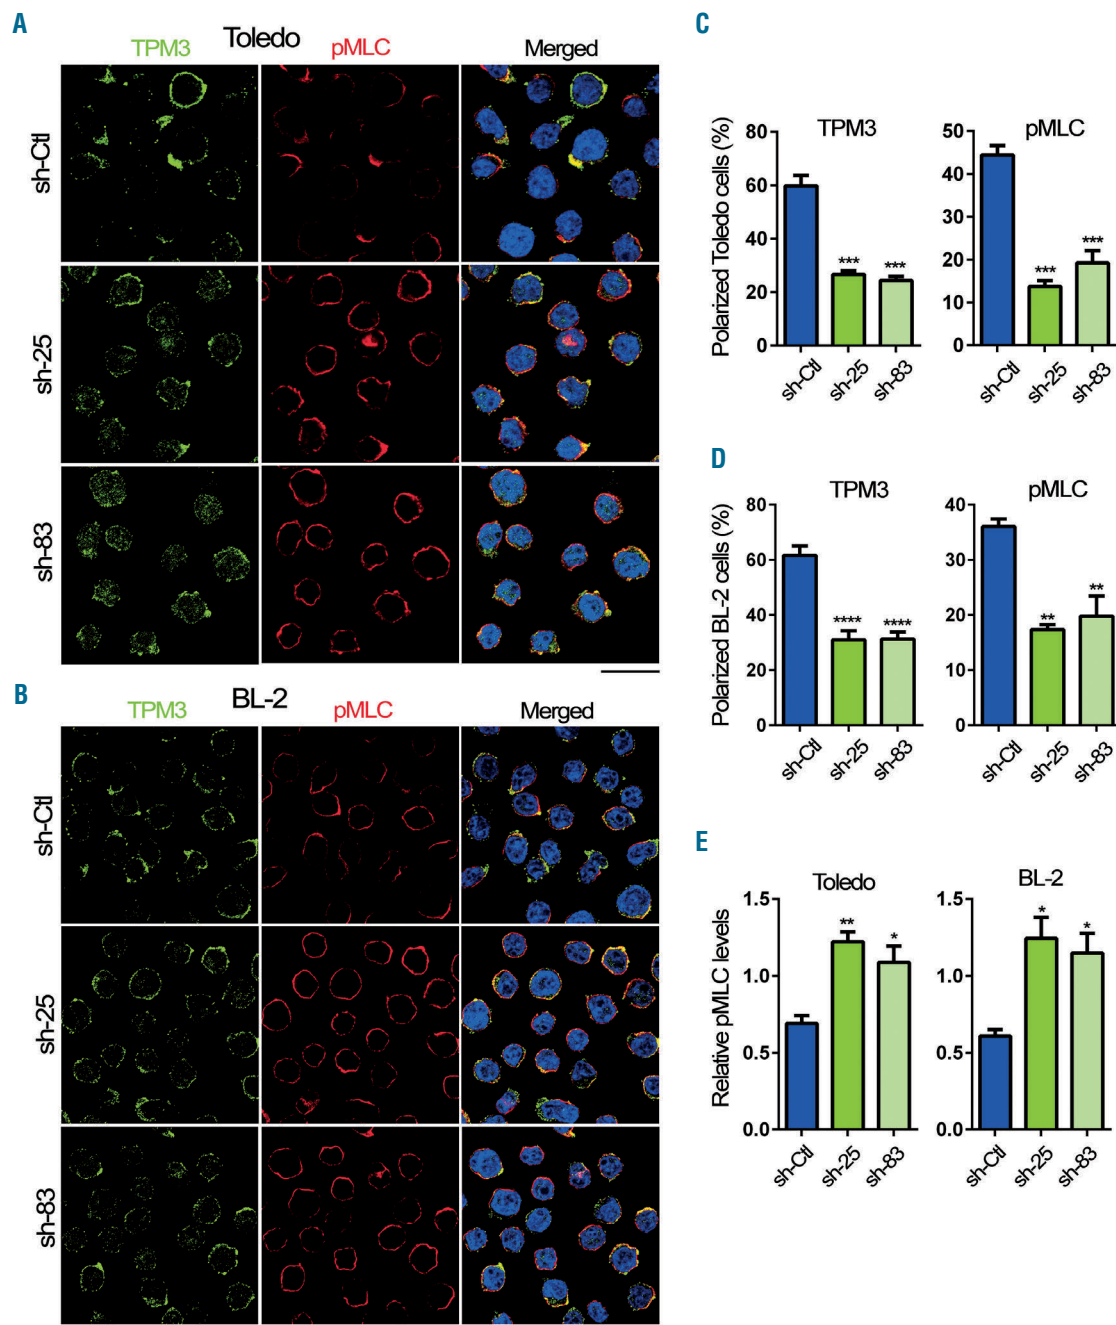 A
Toledo
TPM3
pMLC
Merged
sh-Ctl
sh-25
sh-83
B
BL-2
TPM3
pMLC
Merged
sh-Ctl
sh-25
sh-83
C
TPM3
pMLC
Polarized Toledo cells (%)
80
60
40
20
0
***
***
sh-Ctl
sh-25
sh-83
50
40
30
20
10
0
***
***
sh-Ctl
sh-25
sh-83
D
TPM3
pMLC
Polarized BL-2 cells (%)
80
60
40
20
0
****
****
sh-Ctl
sh-25
sh-83
40
30
20
10
0
**
**
sh-Ctl
sh-25
sh-83
E
Toledo
BL-2
Relative pMLC levels
1.5
1.0
0.5
0.0
**
*
sh-Ctl
sh-25
sh-83
1.5
1.0
0.5
0.0
*
*
sh-Ctl
sh-25
sh-83